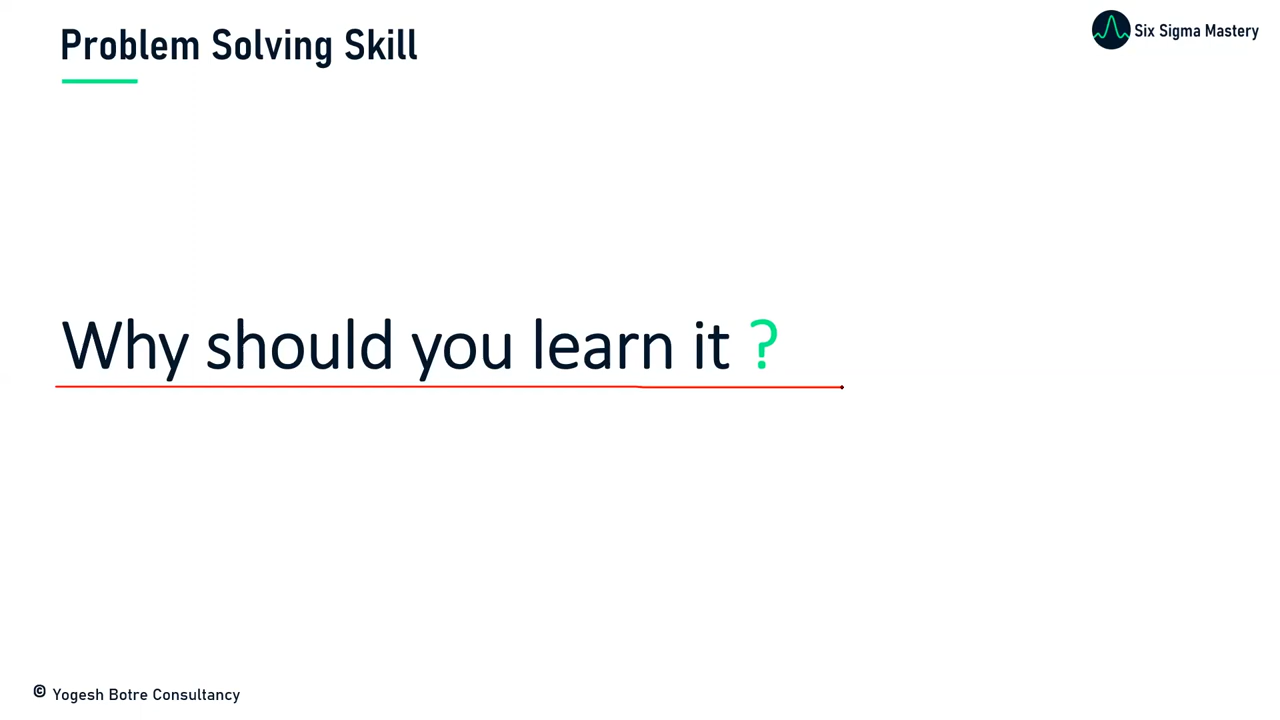 Problem Solving Skill
Six Sigma Mastery
Why should you learn it ?
© Yogesh Botre Consultancy